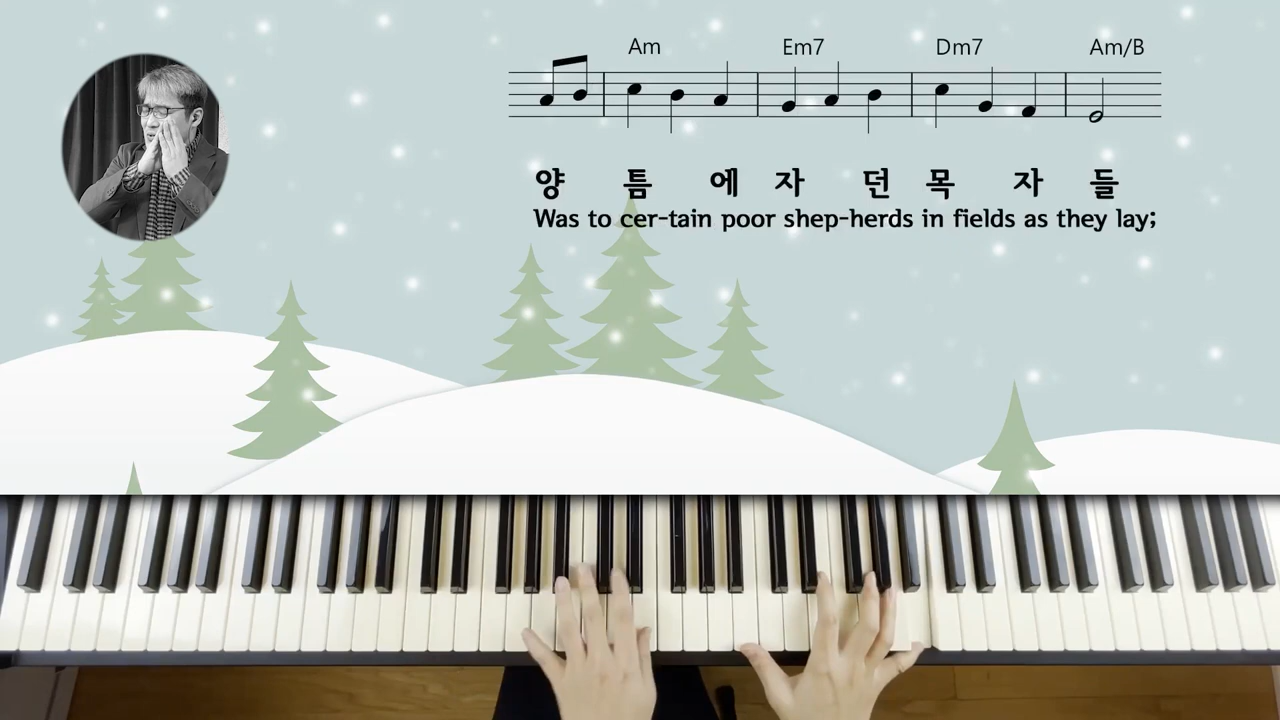 Am Em7 Dm7 Am/B
양 틈 에 자 던 목 자 들
Was to cer-tain poor shep-herds in fields as they lay;